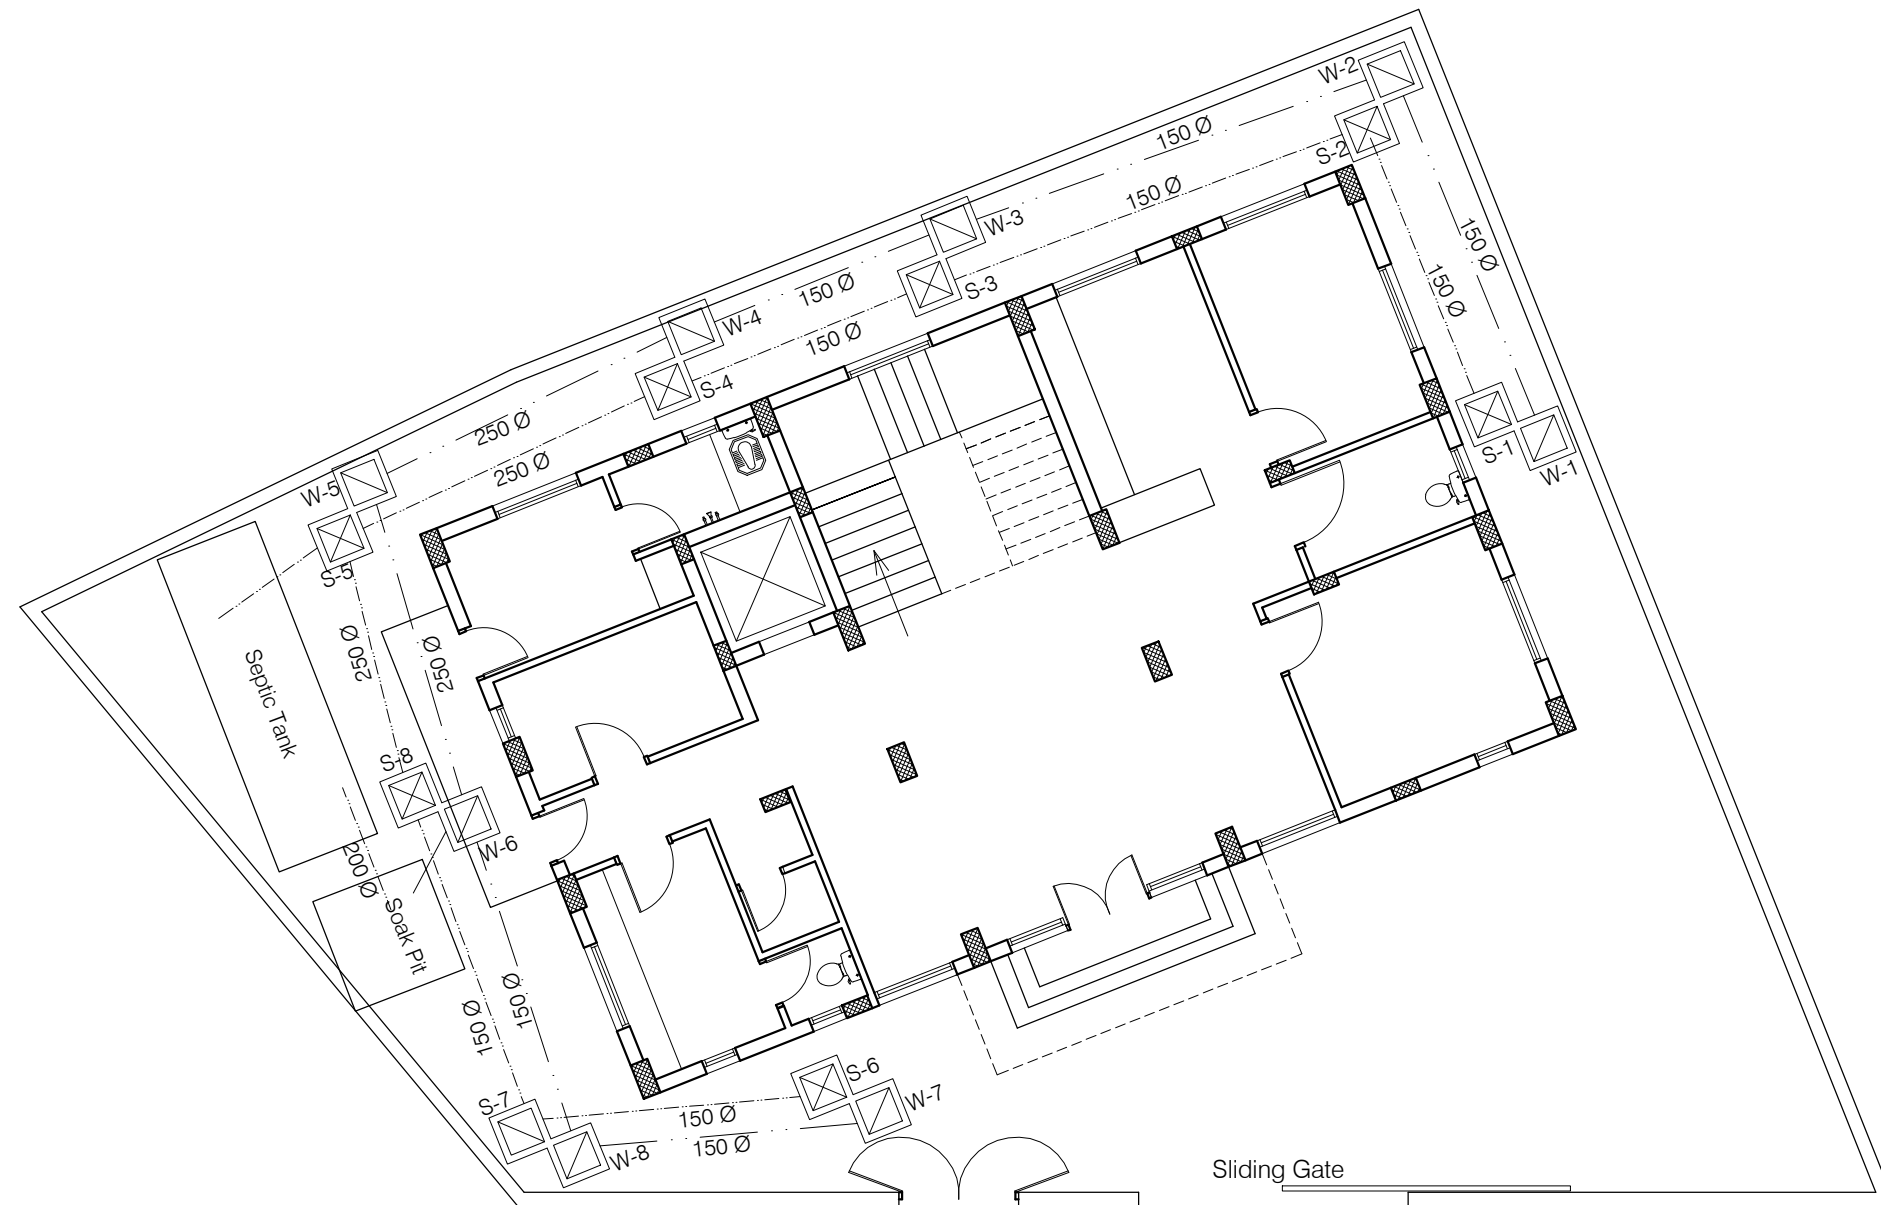 W-2
150 Ø
S-2
150 Ø
W-3
150 Ø
S-3
150 Ø
150 Ø
W-4
150 Ø
S-4
250 Ø
S-1
W-1
250 Ø
W-5
S-5
250 Ø
250 Ø
Septic Tank
S-8
W-6
200 Ø
Soak Pit
150 Ø
150 Ø
S-6
W-7
S-7
150 Ø
150 Ø
W-8
Sliding Gate